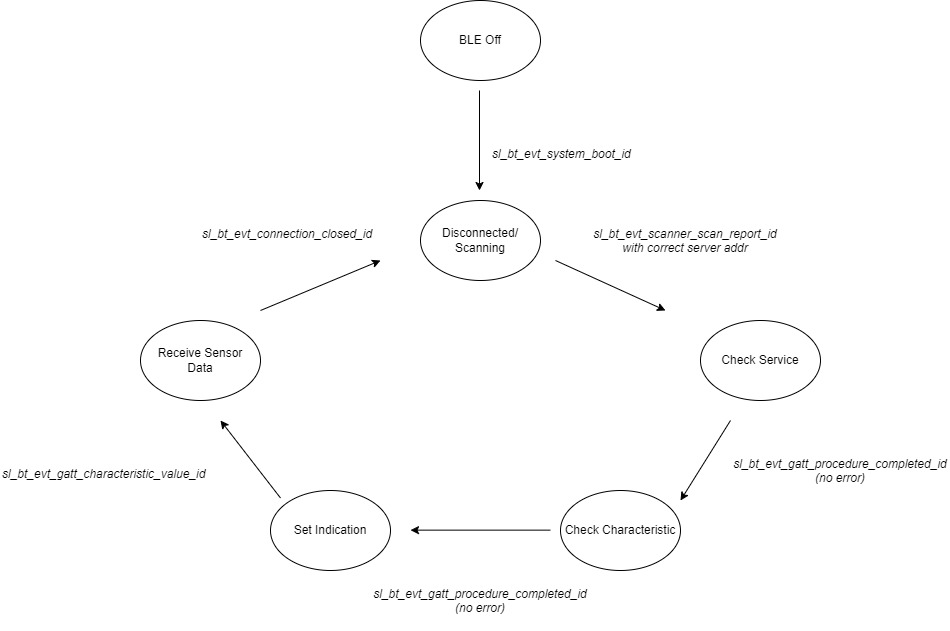 BLE Off
sl_bt_evt_system_boot_id
sl_bt_evt_connection_closed_id
Disconnected/
Scanning
sl_bt_evt_scanner_scan_report_id
with correct server addr
Receive Sensor
Data
Check Service
sl_bt_evt_gatt_characteristic_value_id
sl_bt_evt_gatt_procedure_completed_id
(no error)
Set Indication
Check Characteristic
sl_bt_evt_gatt_procedure_completed_id
(no error)